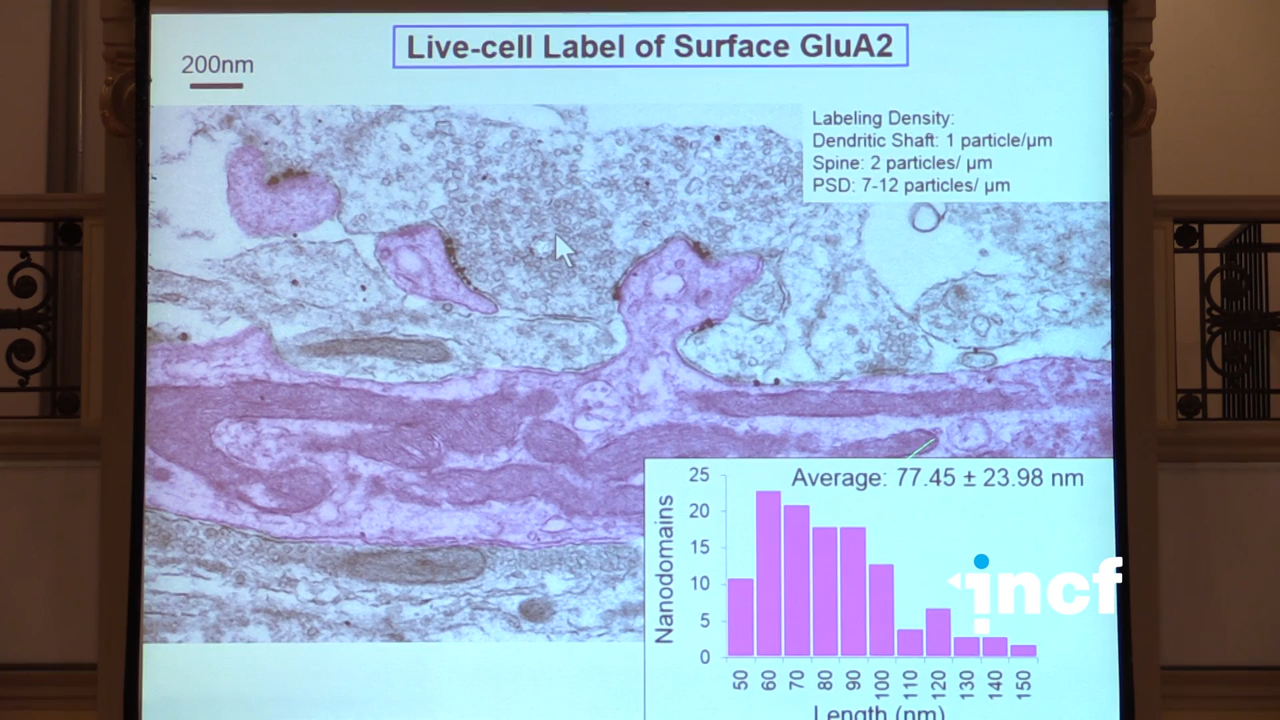 Live-cell Label of Surface GluA2
200nm
Labeling Density:
Dendritic Shaft: 1 particle/µm
Spine: 2 particles/ µm
PSD: 7-12 particles/ µm
Average: 77.45 ± 23.98 nm
Nanodomains
25
20
15
10
5
0
50 60 70 80 90 100 110 120 130 140 150
Length (nm)
incf